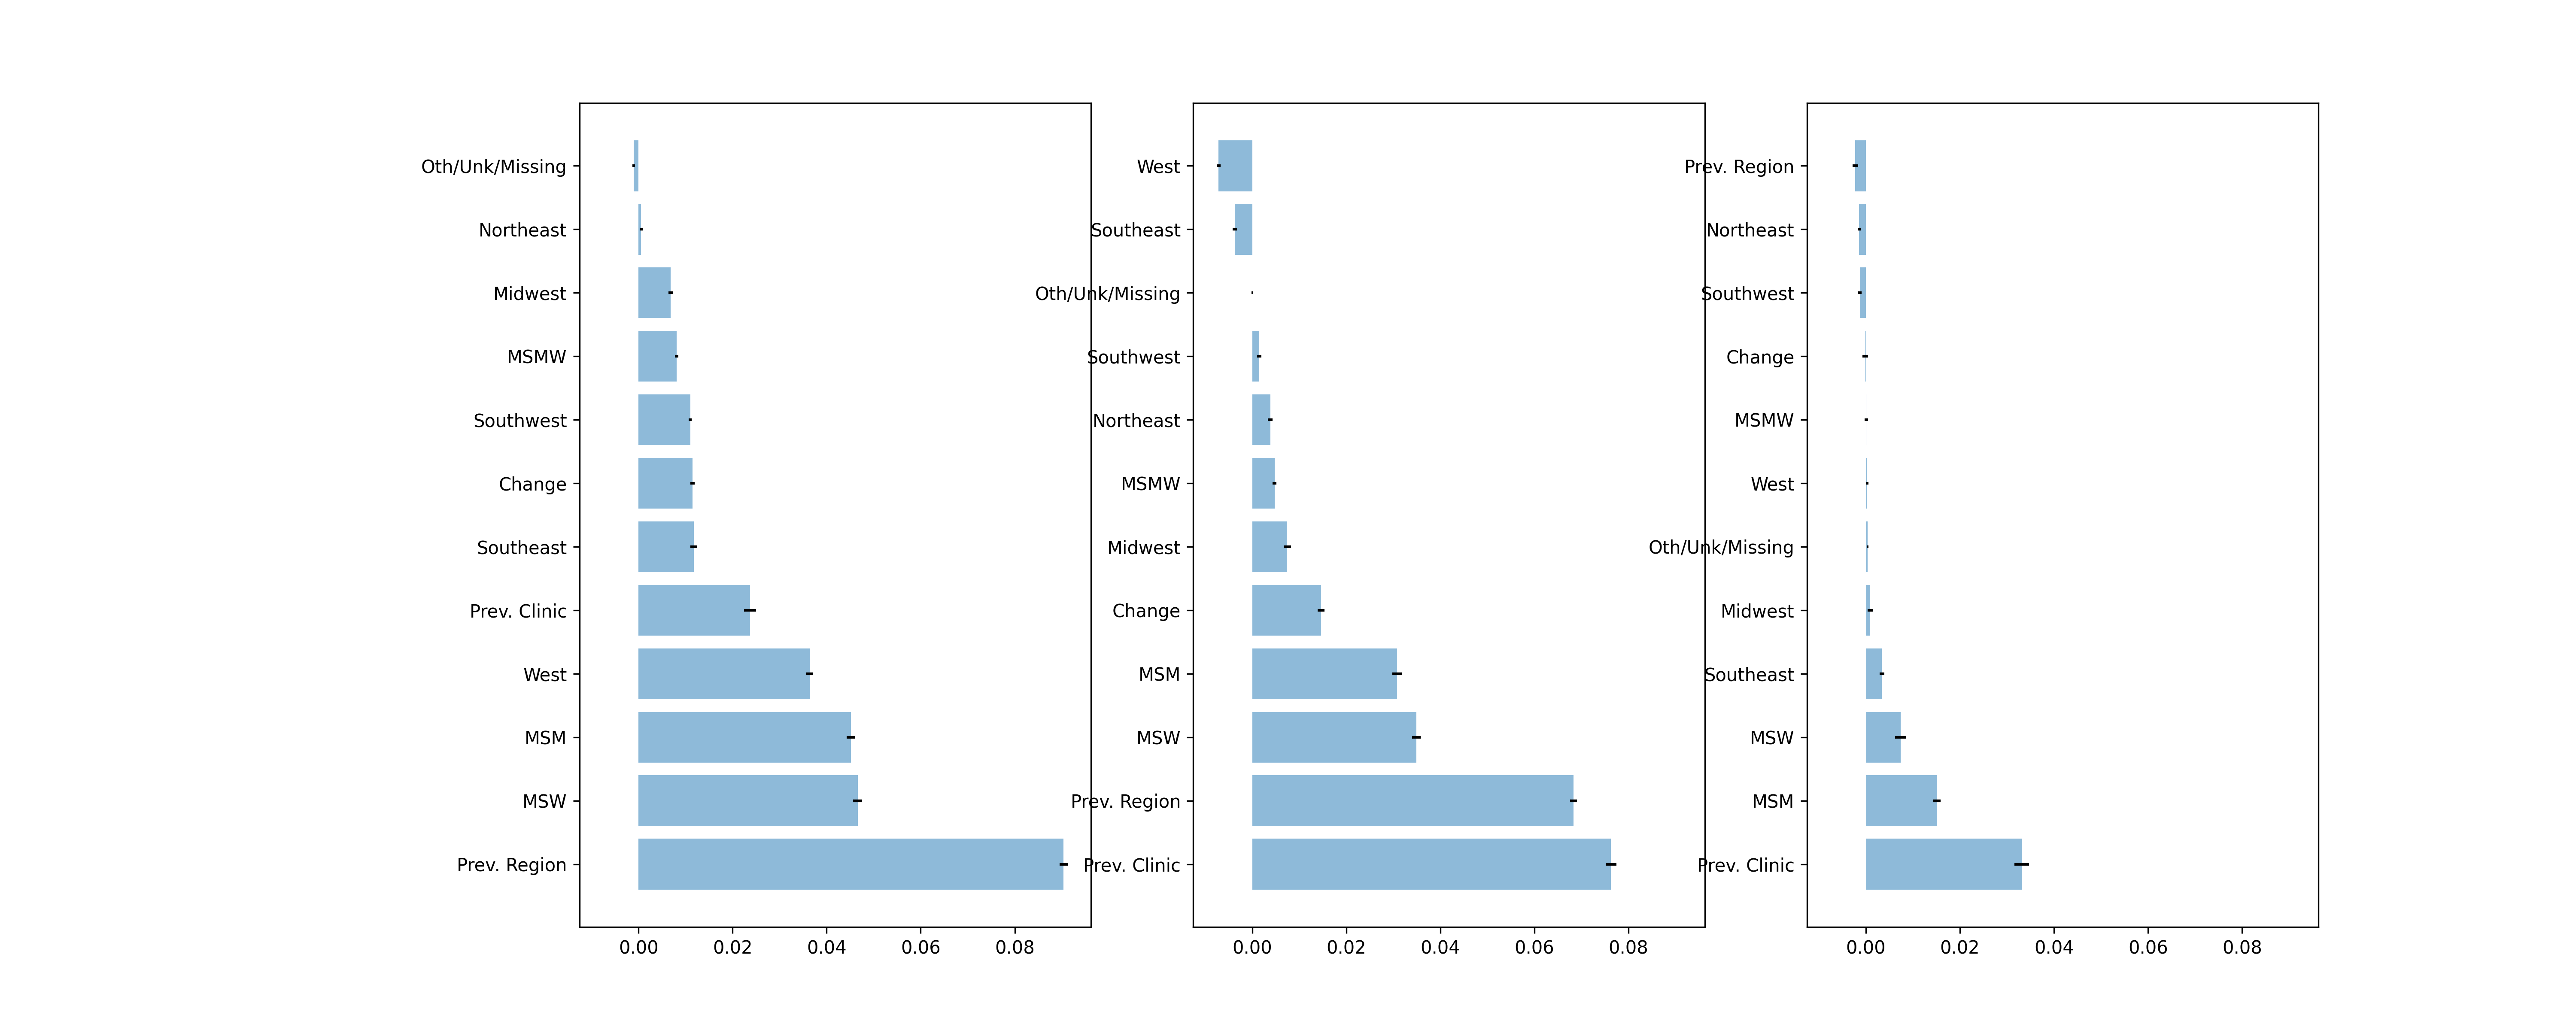 Oth/Unk/Missing
Northeast
Midwest
MSMW
Southwest
Change
Southeast
Prev. Clinic
West
MSM
MSW
Prev. Region
0.00 0.02 0.04 0.06 0.08
West
Southeast
Oth/Unk/Missing
Southwest
Northeast
MSMW
Midwest
Change
MSM
MSW
Prev. Region
Prev. Clinic
0.00 0.02 0.04 0.06 0.08
Prev. Region
Northeast
Southwest
Change
MSMW
West
Oth/Unk/Missing
Midwest
Southeast
MSW
MSM
Prev. Clinic
0.00 0.02 0.04 0.06 0.08